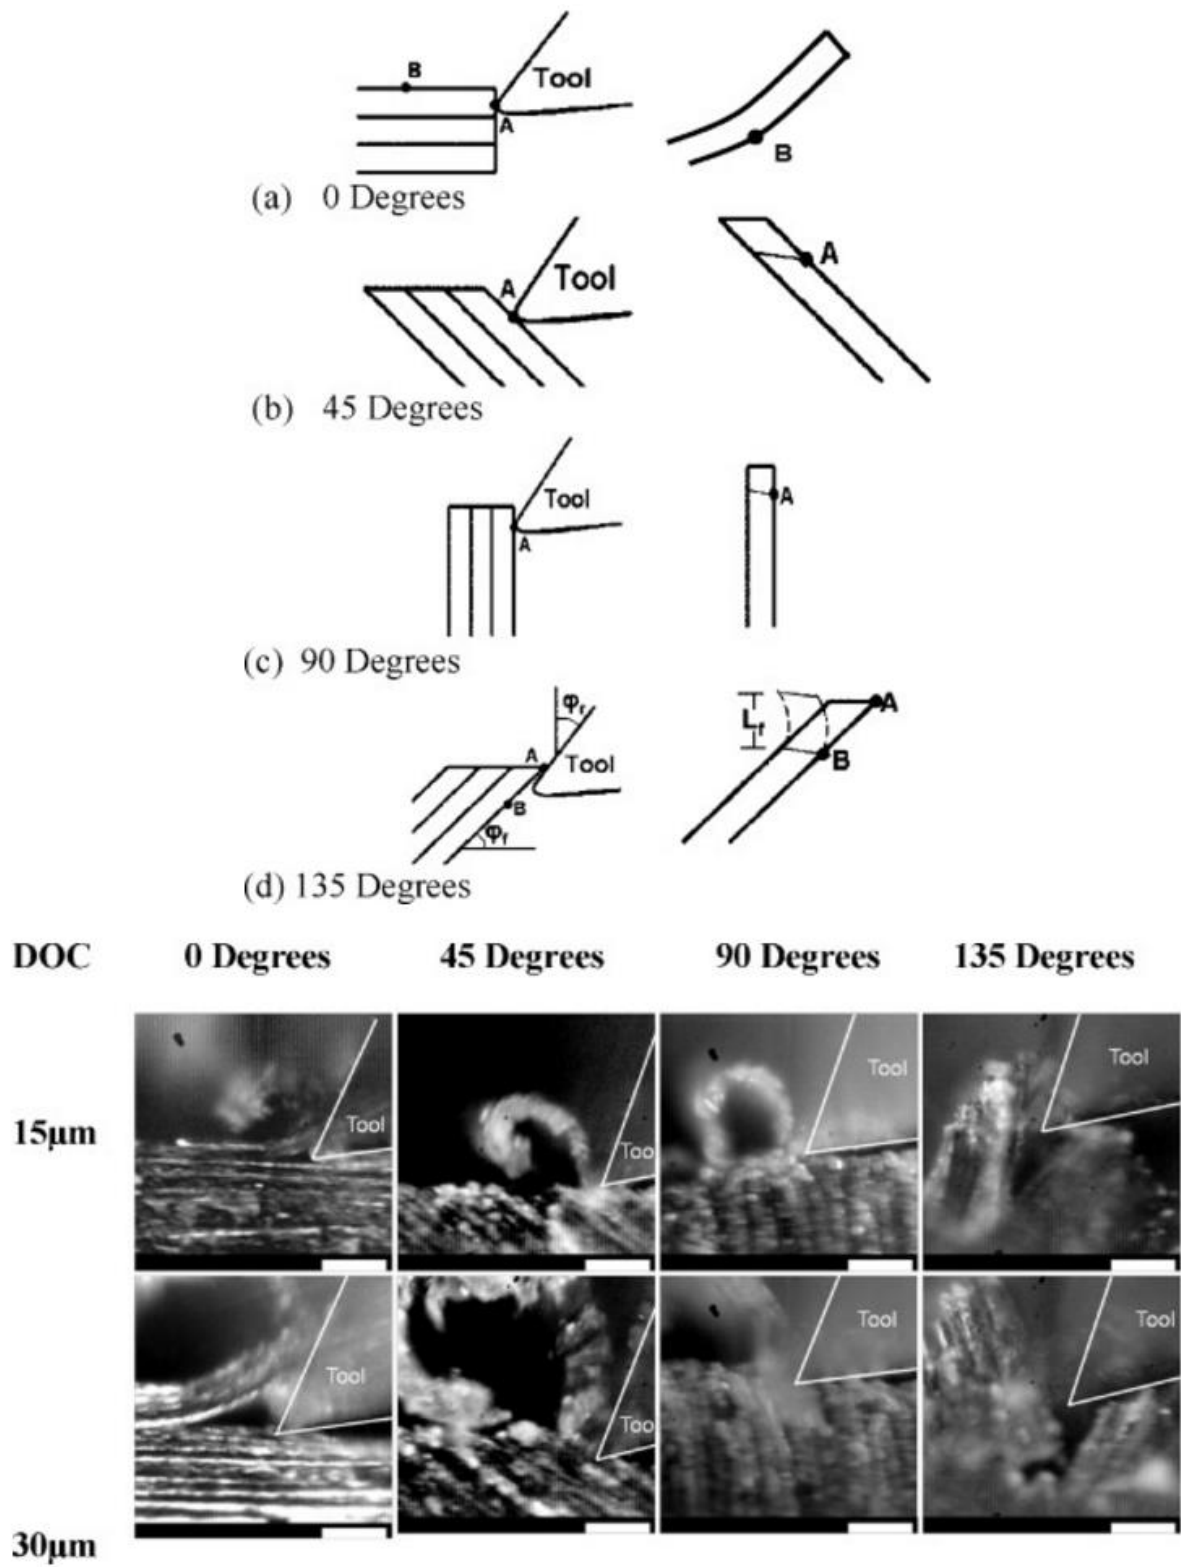 B
Tool
A
B
(a) 0 Degrees
A
Tool
A
(b) 45 Degrees
Tool
A
A
(c) 90 Degrees
φr
A
Tool
B
φf
Lf
A
B
(d) 135 Degrees
DOC 0 Degrees 45 Degrees 90 Degrees 135 Degrees
15μm
Tool
Too
Tool
Tool
Tool
Too
Tool
Tool
30μm